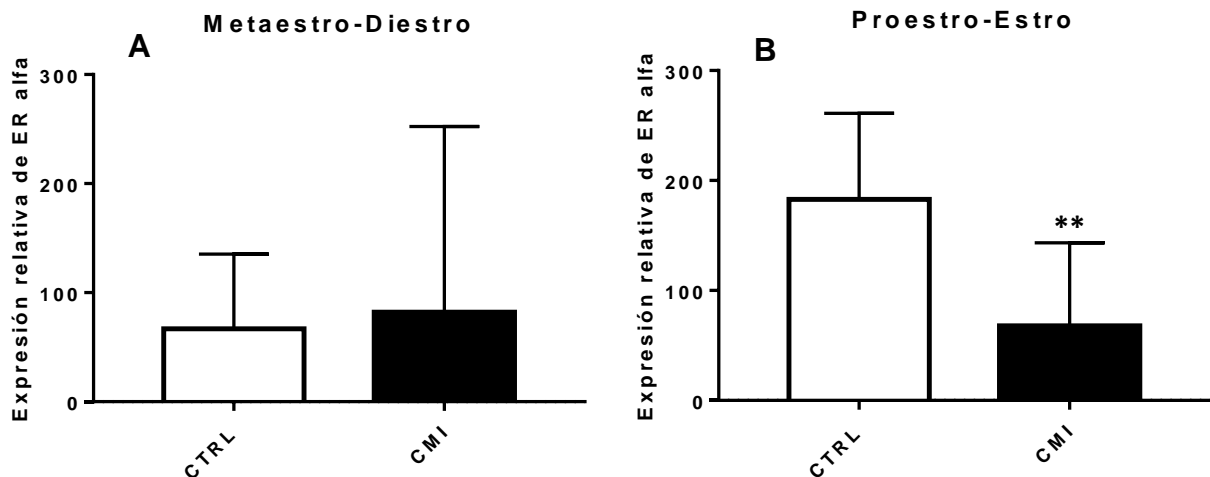 Metaestro-Diestro
A
Expresión relativa de ER alfa
300
200
100
0
CTRL
CMI
Proestro-Estro
B
Expresión relativa de ER alfa
300
200
100
0
**
CTRL
CMI